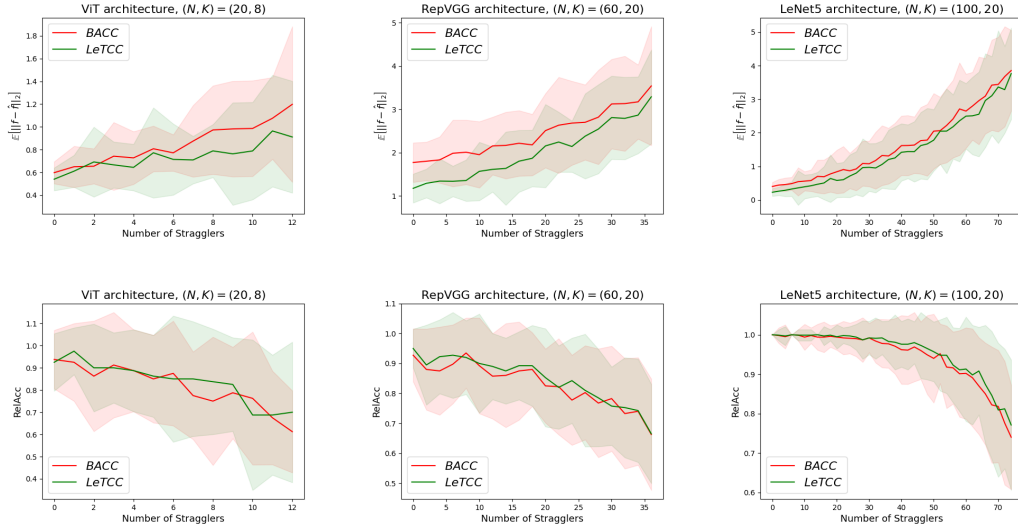 ViT architecture, (N, K) = (20, 8)
BACC
LeTCC
1.8
1.6
1.4
1.2
1.0
0.8
0.6
0.4
𝔼[||f − f̂||₂]
0 2 4 6 8 10 12
Number of Stragglers
RepVGG architecture, (N, K) = (60, 20)
BACC
LeTCC
5
4
3
2
1
𝔼[||f − f̂||₂]
0 5 10 15 20 25 30 35
Number of Stragglers
LeNet5 architecture, (N, K) = (100, 20)
BACC
LeTCC
5
4
3
2
1
0
𝔼[||f − f̂||₂]
0 10 20 30 40 50 60 70
Number of Stragglers
ViT architecture, (N, K) = (20, 8)
1.1
1.0
0.9
0.8
0.7
0.6
0.5
0.4
RelAcc
BACC
LeTCC
0 2 4 6 8 10 12
Number of Stragglers
RepVGG architecture, (N, K) = (60, 20)
1.1
1.0
0.9
0.8
0.7
0.6
0.5
RelAcc
BACC
LeTCC
0 5 10 15 20 25 30 35
Number of Stragglers
LeNet5 architecture, (N, K) = (100, 20)
1.0
0.9
0.8
0.7
0.6
RelAcc
BACC
LeTCC
0 10 20 30 40 50 60 70
Number of Stragglers